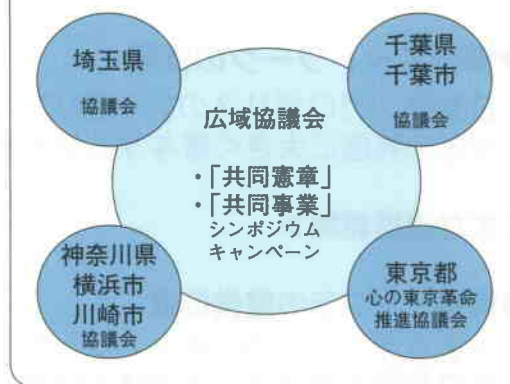 埼玉県
協議会
千葉県
千葉市
協議会
広域協議会
・「共同憲章」
・「共同事業」
シンポジウム
キャンペーン
神奈川県
横浜市
川崎市
協議会
東京都
心の東京革命
推進協議会